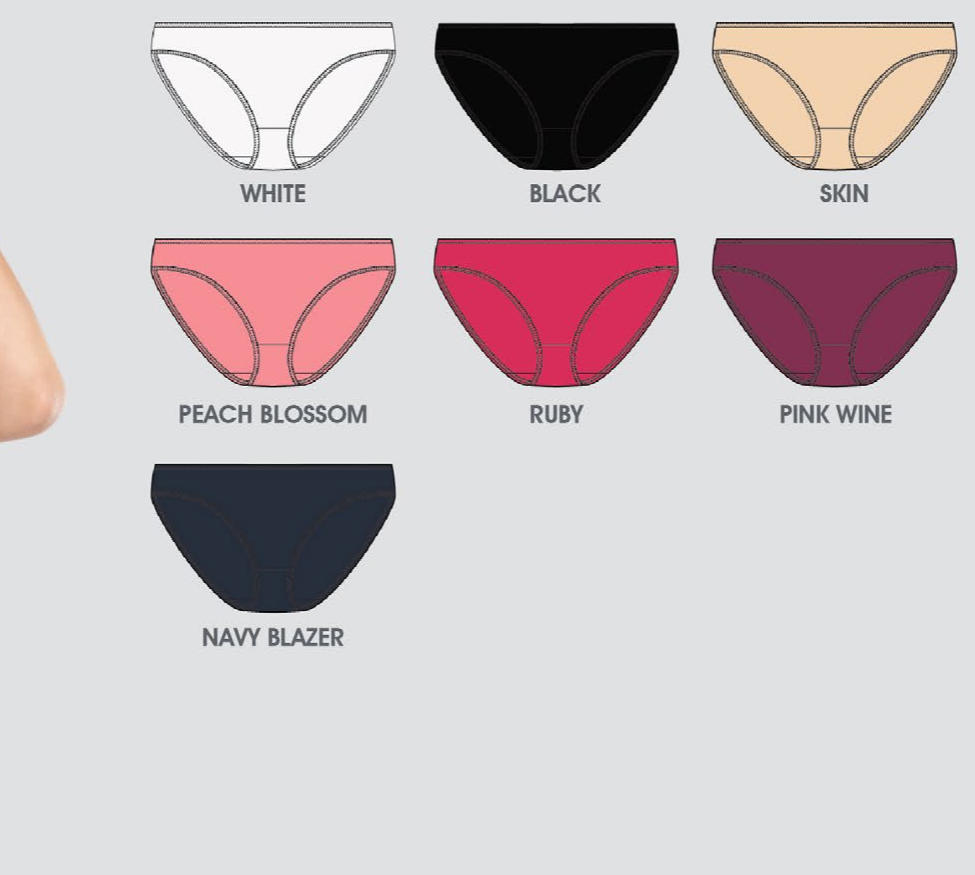 WHITE
BLACK
SKIN
PEACH BLOSSOM
RUBY
PINK WINE
NAVY BLAZER